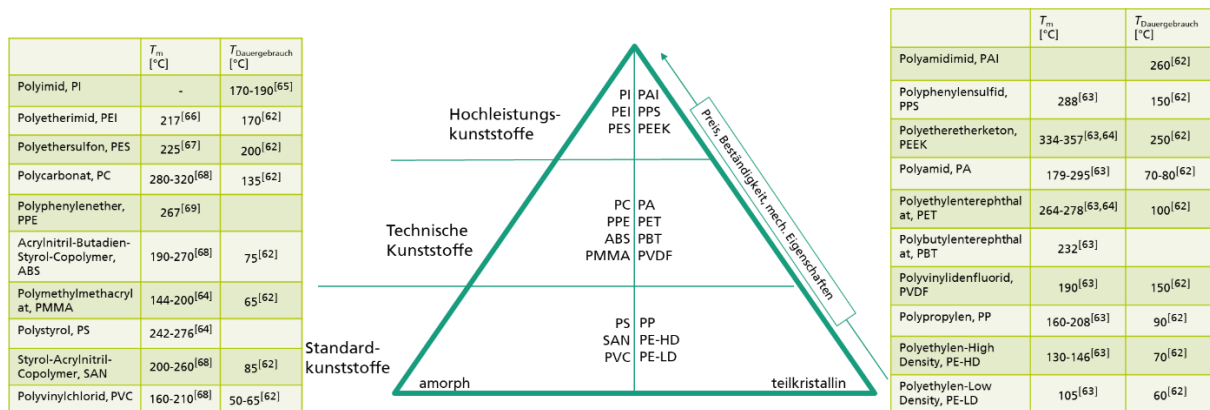 T_m [°C] T_Dauergebrauch [°C]
Polyimid, PI - 170-190[65]
Polyetherimid, PEI 217[66] 170[62]
Polyethersulfon, PES 225[67] 200[62]
Polycarbonat, PC 280-320[68] 135[62]
Polyphenylenether,
PPE 267[69]
Acrylnitril-Butadien-
Styrol-Copolymer,
ABS 190-270[68] 75[62]
Polymethylmethacryl
at, PMMA 144-200[64] 65[62]
Polystyrol, PS 242-276[64]
Styrol-Acrylnitril-
Copolymer, SAN 200-260[68] 85[62]
Polyvinylchlorid, PVC 160-210[68] 50-65[62]
Hochleistungs-
kunststoffe
Technische
Kunststoffe
Standard-
kunststoffe
PI PAI
PEI PPS
PES PEEK
PC PA
PPE PET
ABS PBT
PMMA PVDF
PS PP
SAN PE-HD
PVC PE-LD
amorph teilkristallin
Preis, Beständigkeit, mech. Eigenschaften
T_m [°C] T_Dauergebrauch [°C]
Polyamidimid, PAI 260[62]
Polyphenylensulfid,
PPS 288[63] 150[62]
Polyetheretherketon,
PEEK 334-357[63,64] 250[62]
Polyamid, PA 179-295[63] 70-80[62]
Polyethylenterephthal
at, PET 264-278[63,64] 100[62]
Polybutylenterephthal
at, PBT 232[63]
Polyvinylidenfluorid,
PVDF 190[63] 150[62]
Polypropylen, PP 160-208[63] 90[62]
Polyethylen-High
Density, PE-HD 130-146[63] 70[62]
Polyethylen-Low
Density, PE-LD 105[63] 60[62]